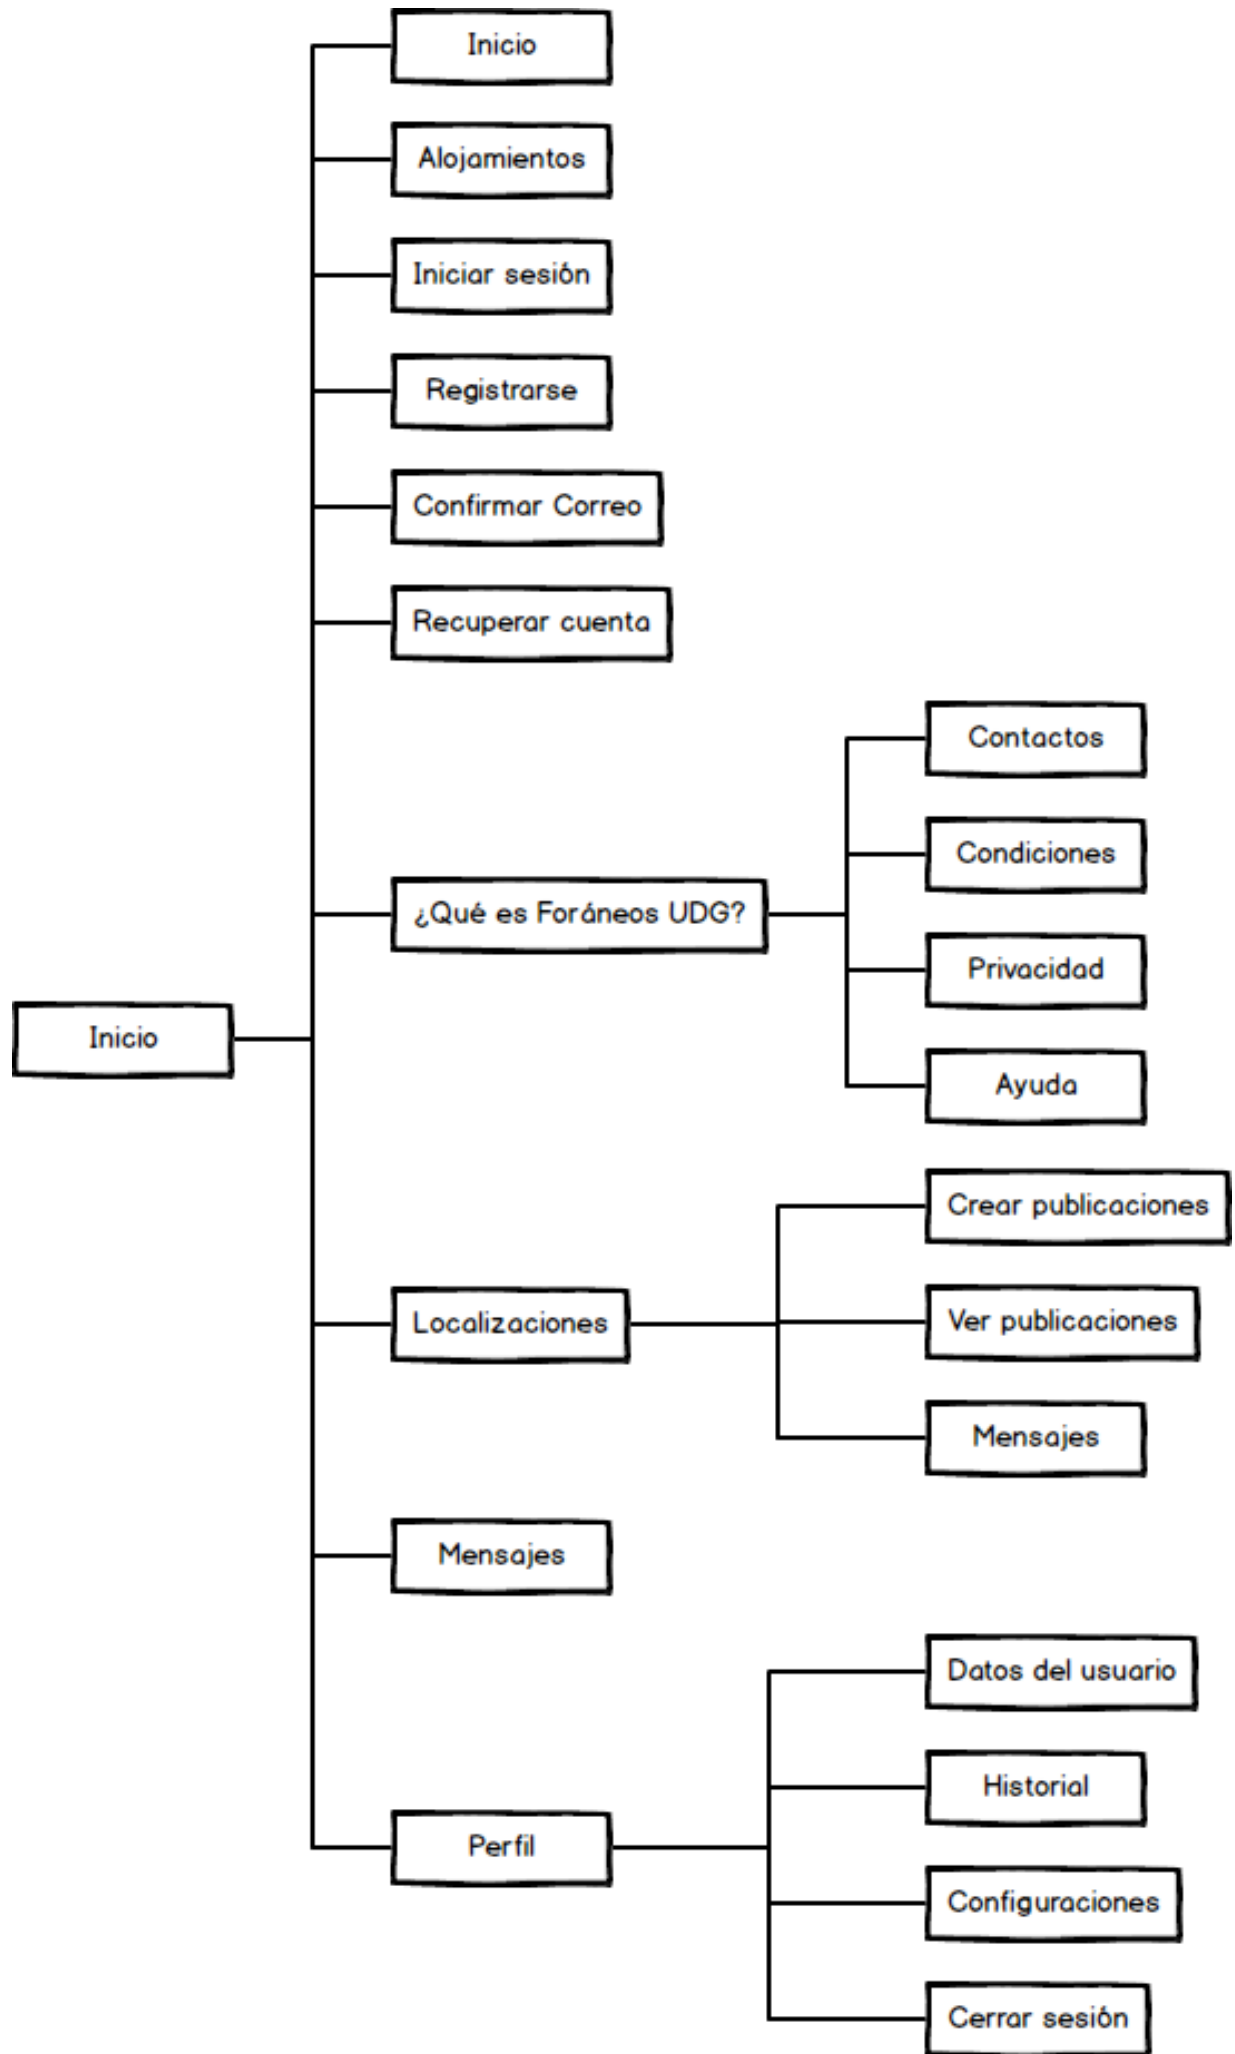 Inicio
Alojamientos
Iniciar sesión
Registrarse
Confirmar Correo
Recuperar cuenta
Contactos
Condiciones
¿Qué es Foráneos UDG?
Privacidad
Inicio
Ayuda
Crear publicaciones
Localizaciones
Ver publicaciones
Mensajes
Mensajes
Datos del usuario
Historial
Perfil
Configuraciones
Cerrar sesión